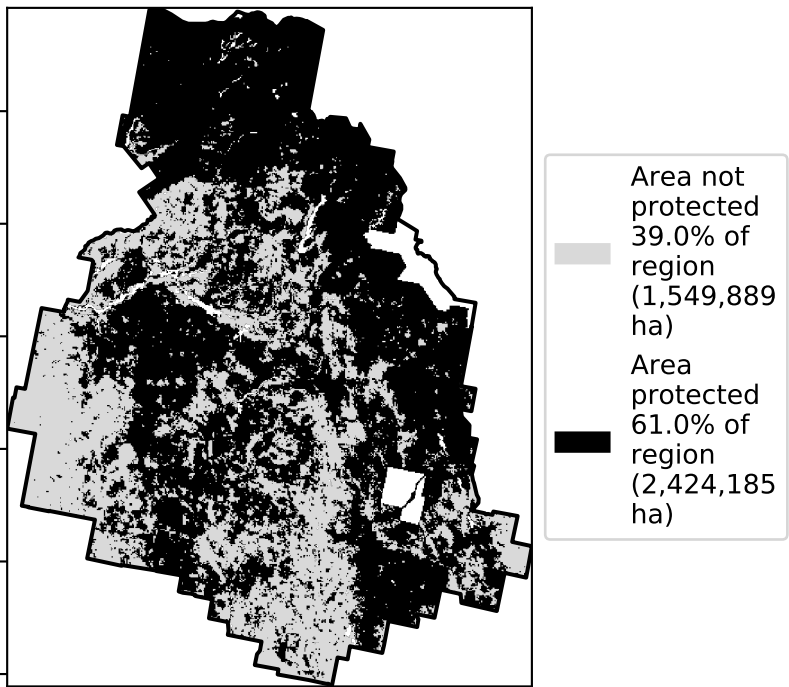 Area not
protected
39.0% of
region
(1,549,889
ha)
Area
protected
61.0% of
region
(2,424,185
ha)